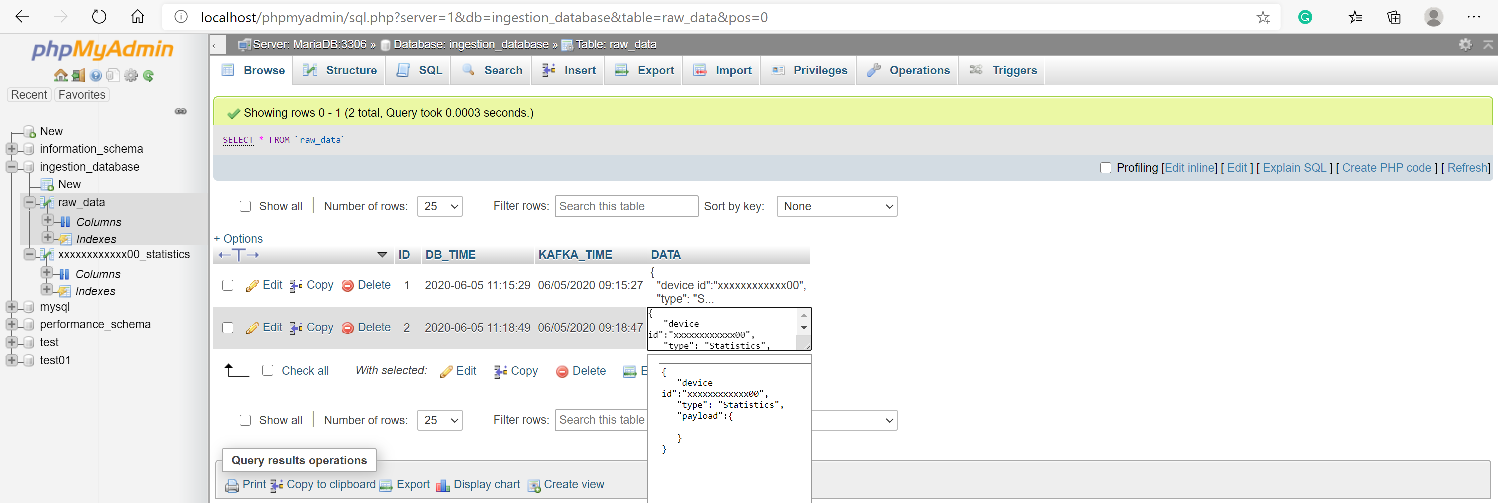 localhost/phpmyadmin/sql.php?server=1&db=ingestion_database&table=raw_data&pos=0
phpMyAdmin
Recent Favorites
New
information_schema
ingestion_database
New
raw_data
Columns
Indexes
xxxxxxxxxxxx00_statistics
Columns
Indexes
mysql
performance_schema
test
test01
Server: MariaDB:3306 » Database: ingestion_database » Table: raw_data
Browse Structure SQL Search Insert Export Import Privileges Operations Triggers
Showing rows 0 - 1 (2 total, Query took 0.0003 seconds.)
SELECT * FROM `raw_data`
Profiling [Edit inline] [ Edit ] [ Explain SQL ] [ Create PHP code ] [ Refresh]
Show all Number of rows: 25 Filter rows: Search this table Sort by key: None
+ Options
ID DB_TIME KAFKA_TIME DATA
{
Edit Copy Delete 1 2020-06-05 11:15:29 06/05/2020 09:15:27 "device id":"xxxxxxxxxxxx00",
"type": "S...
{
"device
Edit Copy Delete 2 2020-06-05 11:18:49 06/05/2020 09:18:47 id":"xxxxxxxxxxxx00",
"type": "Statistics",
Check all With selected: Edit Copy Delete E
{
"device
id":"xxxxxxxxxxxx00",
"type": "Statistics",
"payload":{
}
}
Show all Number of rows: 25 Filter rows: Search this table
Query results operations
Print Copy to clipboard Export Display chart Create view